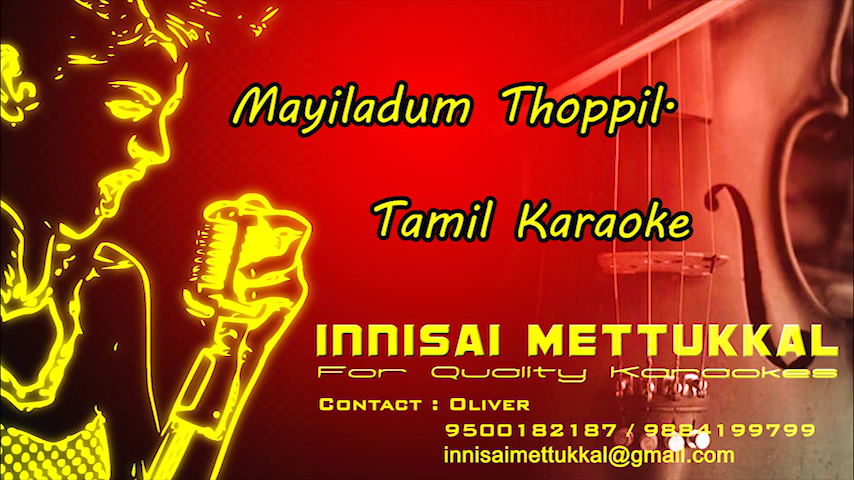 Mayiladum Thoppil.
Tamil Karaoke
INNISAI METTUKKAL
For Quality Karaokes
Contact : Oliver
9500182187 / 9884199799
innisaimettukkal@gmail.com